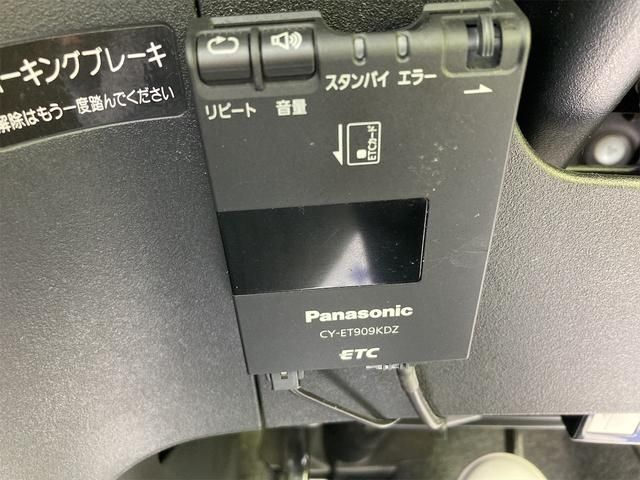 ーキングブレーキ
解除はもう一度踏んでください
リピート 音量 スタンバイ エラー
ETCカード
Panasonic
CY-ET909KDZ
ETC